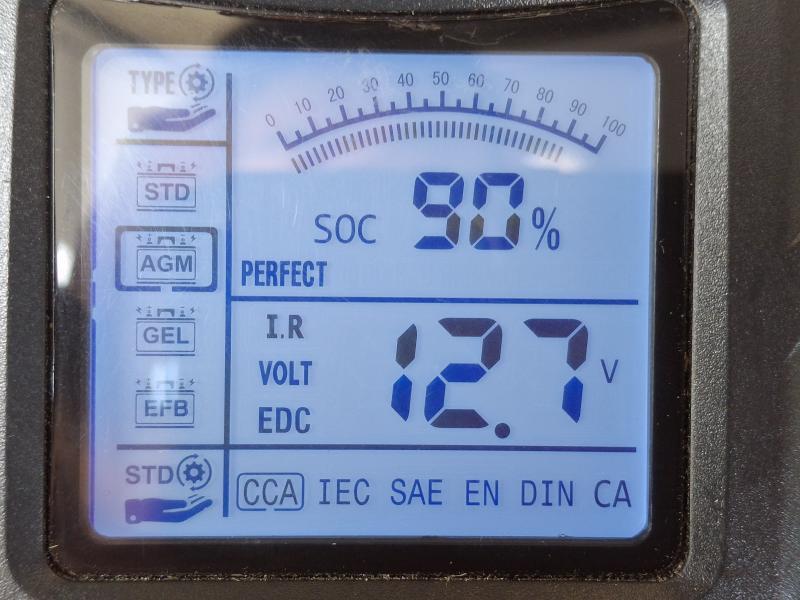 TYPE
0 10 20 30 40 50 60 70 80 90 100
STD
AGM
GEL
EFB
SOC 90%
PERFECT
I.R
VOLT
EDC
12.7 V
STD
CCA IEC SAE EN DIN CA